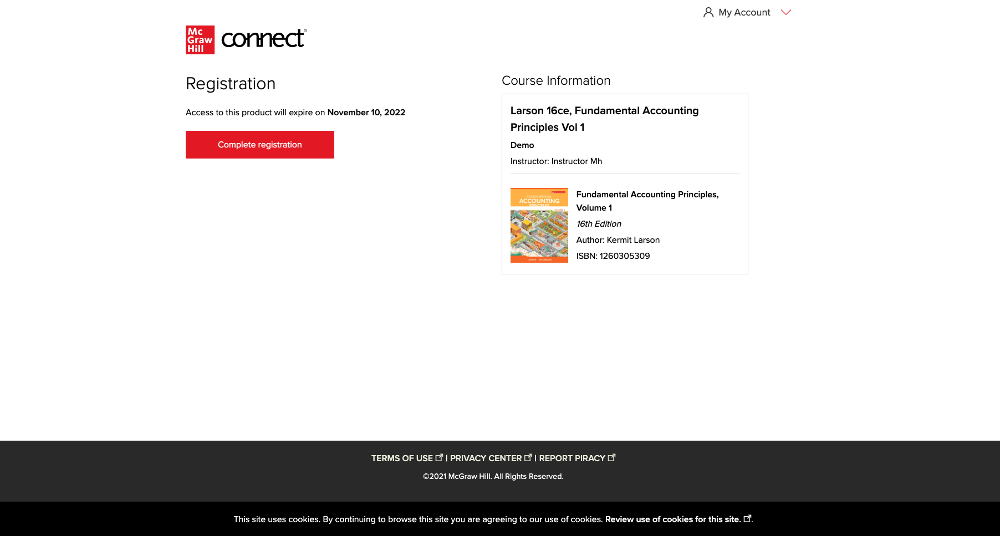 My Account
Mc
Graw
Hill
connect®
Registration
Access to this product will expire on November 10, 2022
Complete registration
Course Information
Larson 16ce, Fundamental Accounting
Principles Vol 1
Demo
Instructor: Instructor Mh
FUNDAMENTAL
ACCOUNTING
PRINCIPLES
VOLUME 1
Fundamental Accounting Principles,
Volume 1
16th Edition
Author: Kermit Larson
ISBN: 1260305309
TERMS OF USE | PRIVACY CENTER | REPORT PIRACY
©2021 McGraw Hill. All Rights Reserved.
This site uses cookies. By continuing to browse this site you are agreeing to our use of cookies. Review use of cookies for this site. .